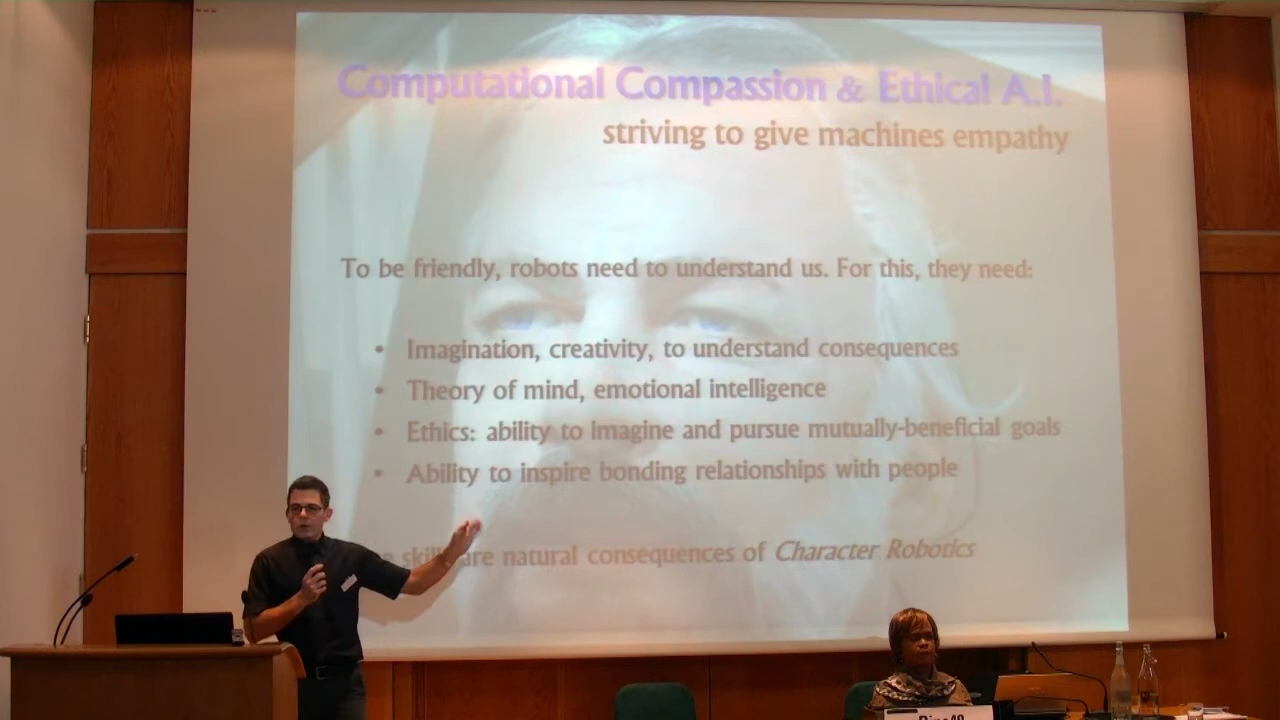 Computational Compassion & Ethical A.I.
striving to give machines empathy
To be friendly, robots need to understand us. For this, they need:
• Imagination, creativity, to understand consequences
• Theory of mind, emotional intelligence
• Ethics: ability to imagine and pursue mutually-beneficial goals
• Ability to inspire bonding relationships with people
are natural consequences of Character Robotics